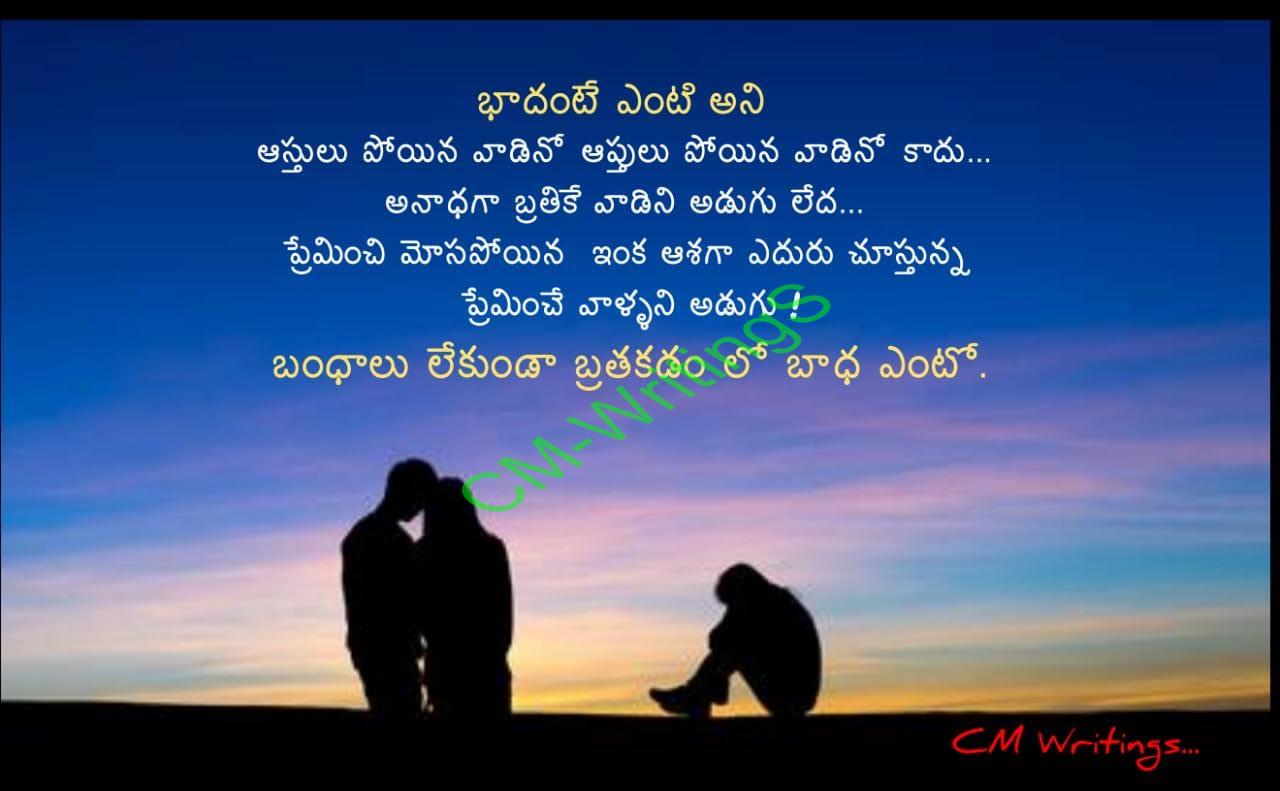 భాదంటే ఎంటి అని
ఆస్తులు పోయిన వాడినో ఆప్తులు పోయిన వాడినో కాదు...
అనాధగా బ్రతికే వాడిని అడుగు లేద...
ప్రేమించి మోసపోయిన ఇంక ఆశగా ఎదురు చూస్తున్న
ప్రేమించే వాళ్ళని అడుగు !
బంధాలు లేకుండా బ్రతకడం లో బాధ ఎంటో.
CM-Writings
CM Writings...